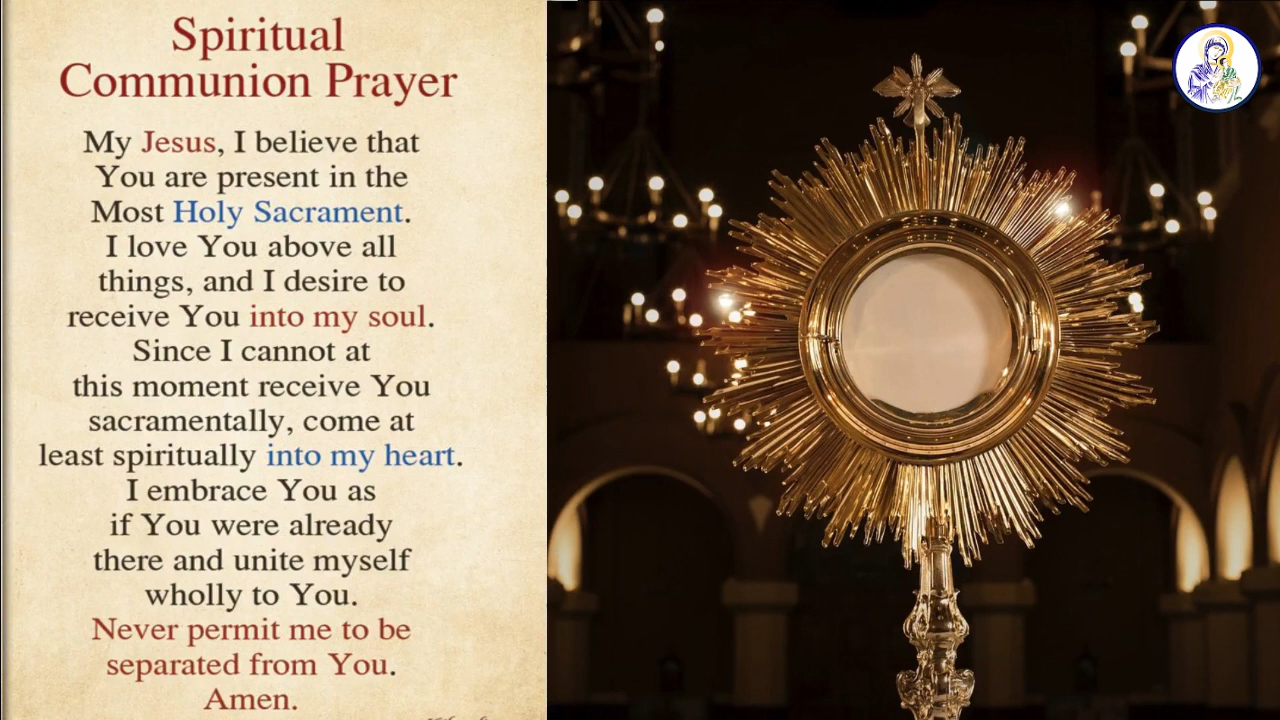 Spiritual
Communion Prayer
My Jesus, I believe that
You are present in the
Most Holy Sacrament.
I love You above all
things, and I desire to
receive You into my soul.
Since I cannot at
this moment receive You
sacramentally, come at
least spiritually into my heart.
I embrace You as
if You were already
there and unite myself
wholly to You.
Never permit me to be
separated from You.
Amen.